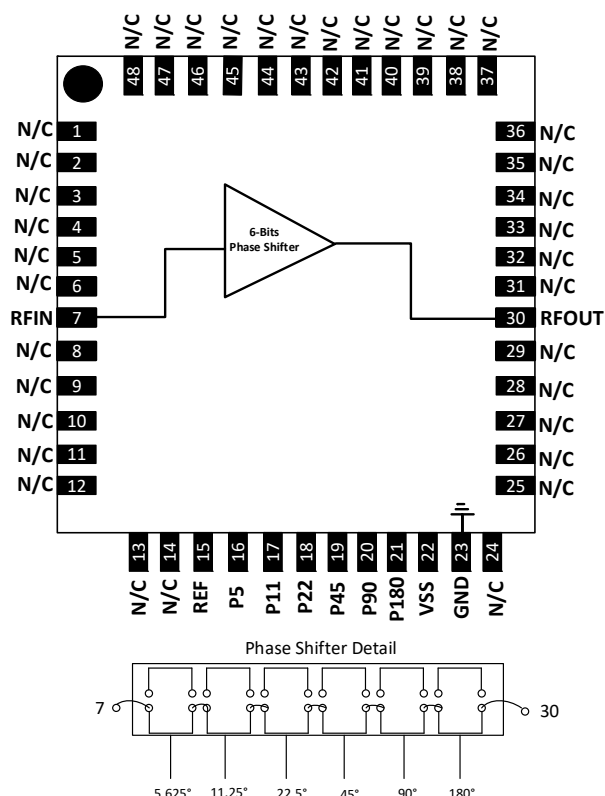 N/C N/C N/C N/C N/C N/C N/C N/C N/C N/C N/C N/C
48 47 46 45 44 43 42 41 40 39 38 37
N/C 1 36 N/C
N/C 2 35 N/C
N/C 3 34 N/C
N/C 4 33 N/C
N/C 5 32 N/C
N/C 6 31 N/C
RFIN 7 30 RFOUT
N/C 8 29 N/C
N/C 9 28 N/C
N/C 10 27 N/C
N/C 11 26 N/C
N/C 12 25 N/C
6-Bits
Phase Shifter
13 14 15 16 17 18 19 20 21 22 23 24
N/C N/C REF P5 P11 P22 P45 P90 P180 VSS GND N/C
Phase Shifter Detail
7 30
5.625° 11.25° 22.5° 45° 90° 180°